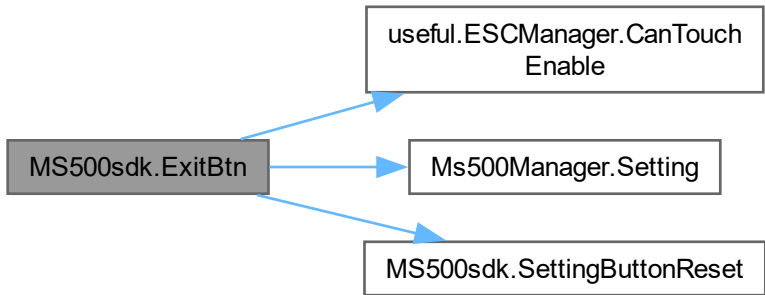 useful.ESCManager.CanTouch
Enable
MS500sdk.ExitBtn
Ms500Manager.Setting
MS500sdk.SettingButtonReset